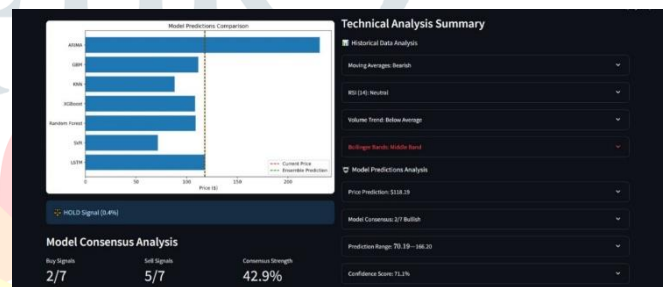 Model Predictions Comparison
ARIMA
GBM
KNN
XGBoost
Random Forest
SVM
LSTM
Current Price
Ensemble Prediction
0
50
100
150
200
Price ($)
HOLD Signal (0.4%)
Model Consensus Analysis
Buy Signals
Sell Signals
Consensus Strength
2/7
5/7
42.9%
Technical Analysis Summary
Historical Data Analysis
Moving Averages: Bearish
RSI (14): Neutral
Volume Trend: Below Average
Bollinger Bands: Middle Band
Model Predictions Analysis
Price Prediction: $118.19
Model Consensus: 2/7 Bullish
Prediction Range: 70.19−166.20
Confidence Score: 71.1%